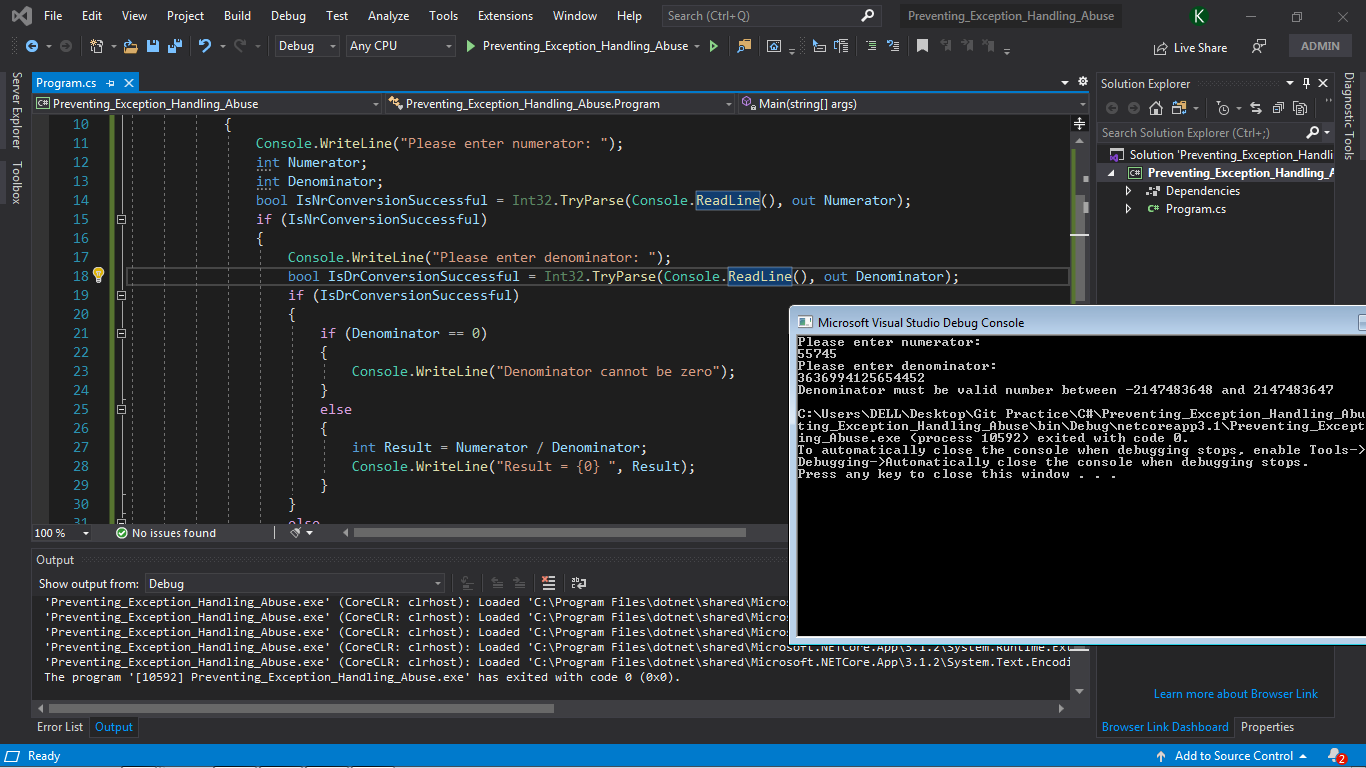 File Edit View Project Build Debug Test Analyze Tools Extensions Window Help Search (Ctrl+Q) Preventing_Exception_Handling_Abuse K
Debug Any CPU Preventing_Exception_Handling_Abuse Live Share ADMIN
Server Explorer
Toolbox
Program.cs
Preventing_Exception_Handling_Abuse Preventing_Exception_Handling_Abuse.Program Main(string[] args)
10 {
11 Console.WriteLine("Please enter numerator: ");
12 int Numerator;
13 int Denominator;
14 bool IsNrConversionSuccessful = Int32.TryParse(Console.ReadLine(), out Numerator);
15 if (IsNrConversionSuccessful)
16 {
17 Console.WriteLine("Please enter denominator: ");
18 bool IsDrConversionSuccessful = Int32.TryParse(Console.ReadLine(), out Denominator);
19 if (IsDrConversionSuccessful)
20 {
21 if (Denominator == 0)
22 {
23 Console.WriteLine("Denominator cannot be zero");
24 }
25 else
26 {
27 int Result = Numerator / Denominator;
28 Console.WriteLine("Result = {0} ", Result);
29 }
30 }
31 else
100 % No issues found
Output
Show output from: Debug
'Preventing_Exception_Handling_Abuse.exe' (CoreCLR: clrhost): Loaded 'C:\Program Files\dotnet\shared\Micros
'Preventing_Exception_Handling_Abuse.exe' (CoreCLR: clrhost): Loaded 'C:\Program Files\dotnet\shared\Micros
'Preventing_Exception_Handling_Abuse.exe' (CoreCLR: clrhost): Loaded 'C:\Program Files\dotnet\shared\Micros
'Preventing_Exception_Handling_Abuse.exe' (CoreCLR: clrhost): Loaded 'C:\Program Files\dotnet\shared\Microsoft.NETCore.App\3.1.2\System.Runtime.Ext
'Preventing_Exception_Handling_Abuse.exe' (CoreCLR: clrhost): Loaded 'C:\Program Files\dotnet\shared\Microsoft.NETCore.App\3.1.2\System.Text.Encodi
The program '[10592] Preventing_Exception_Handling_Abuse.exe' has exited with code 0 (0x0).
Error List Output
Solution Explorer
Search Solution Explorer (Ctrl+;)
Solution 'Preventing_Exception_Handli
Preventing_Exception_Handling_A
Dependencies
C# Program.cs
Diagnostic Tools
Microsoft Visual Studio Debug Console
Please enter numerator:
55745
Please enter denominator:
3636994125654452
Denominator must be valid number between -2147483648 and 2147483647
C:\Users\DELL\Desktop\Git Practice\C#\Preventing_Exception_Handling_Abu
ting_Exception_Handling_Abuse\bin\Debug\netcoreapp3.1\Preventing_Except
ing_Abuse.exe (process 10592) exited with code 0.
To automatically close the console when debugging stops, enable Tools->
Debugging->Automatically close the console when debugging stops.
Press any key to close this window . . .
Learn more about Browser Link
Browser Link Dashboard Properties
Ready Add to Source Control 2